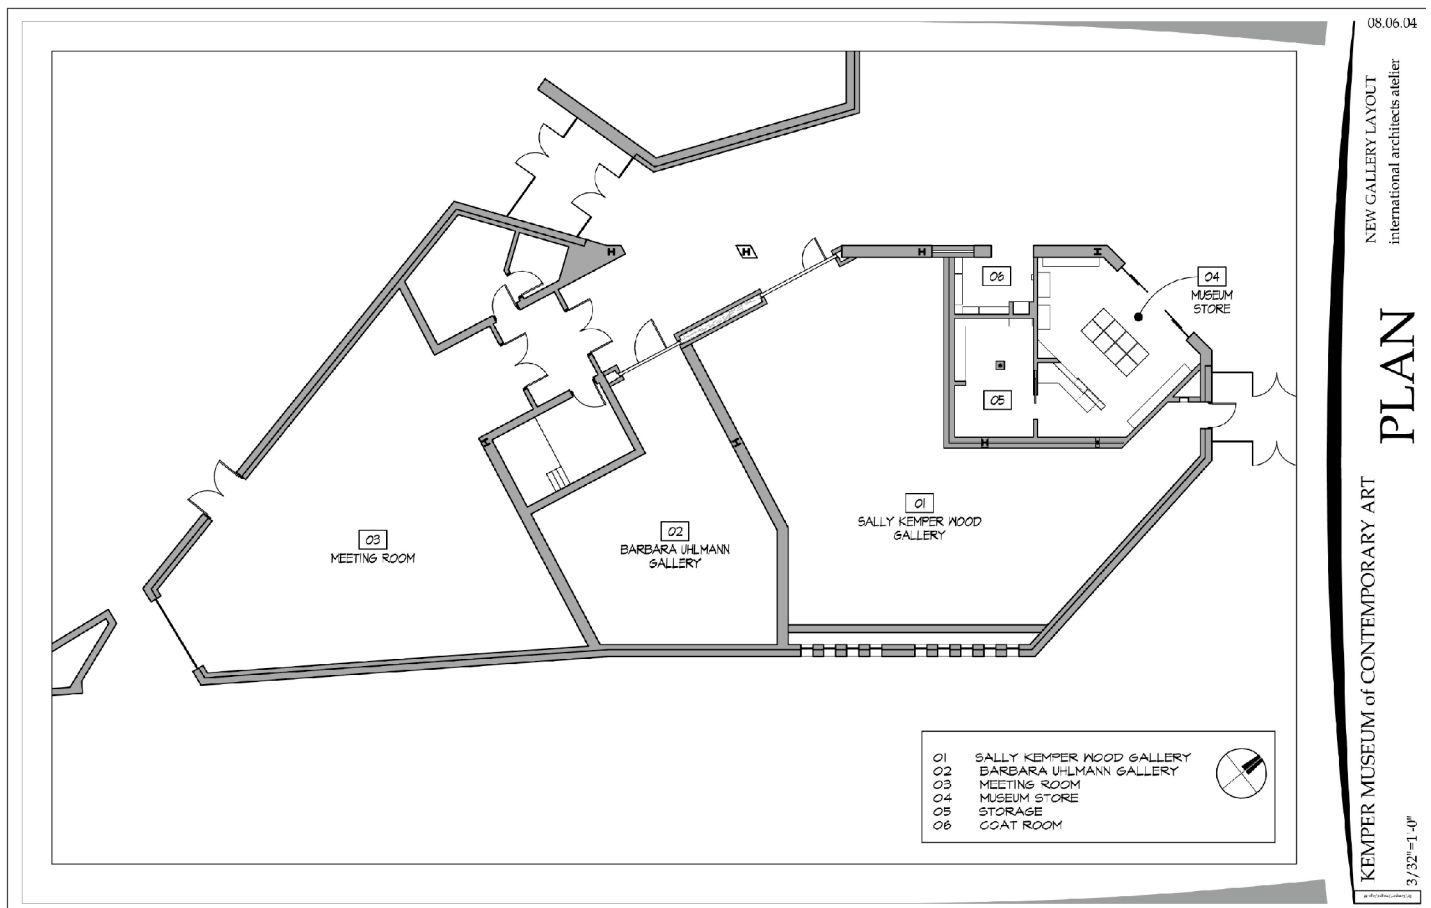 08.06.04
NEW GALLERY LAYOUT
international architects atelier
PLAN
KEMPER MUSEUM of CONTEMPORARY ART
3/32"=1'-0"
06
04
MUSEUM
STORE
05
01
SALLY KEMPER WOOD
GALLERY
02
BARBARA UHLMANN
GALLERY
03
MEETING ROOM
H
H
H
H
H
H
H
H
01 SALLY KEMPER WOOD GALLERY
02 BARBARA UHLMANN GALLERY
03 MEETING ROOM
04 MUSEUM STORE
05 STORAGE
06 COAT ROOM